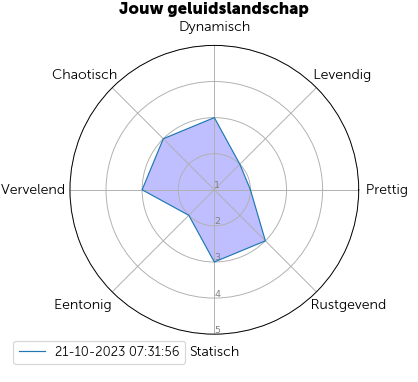 Jouw geluidslandschap
Dynamisch
Chaotisch
Levendig
Vervelend
1
Prettig
2
3
4
Eentonig
Rustgevend
5
21-10-2023 07:31:56
Statisch